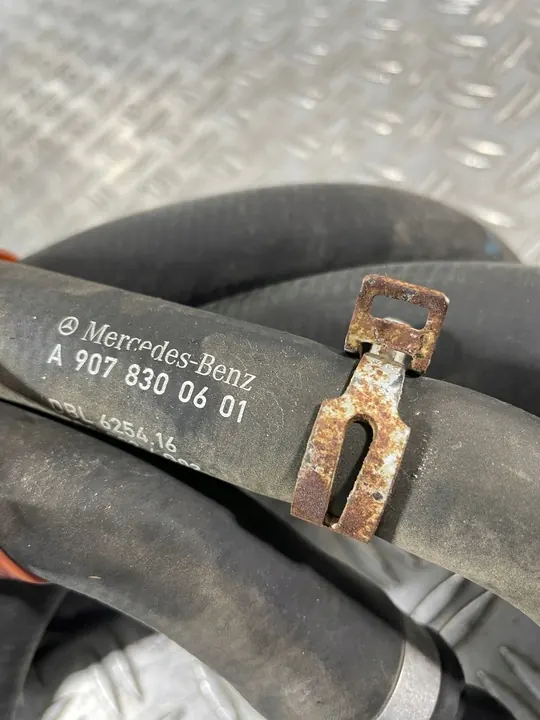 Mercedes-Benz
A 907 830 06 01
DBL 6254.16